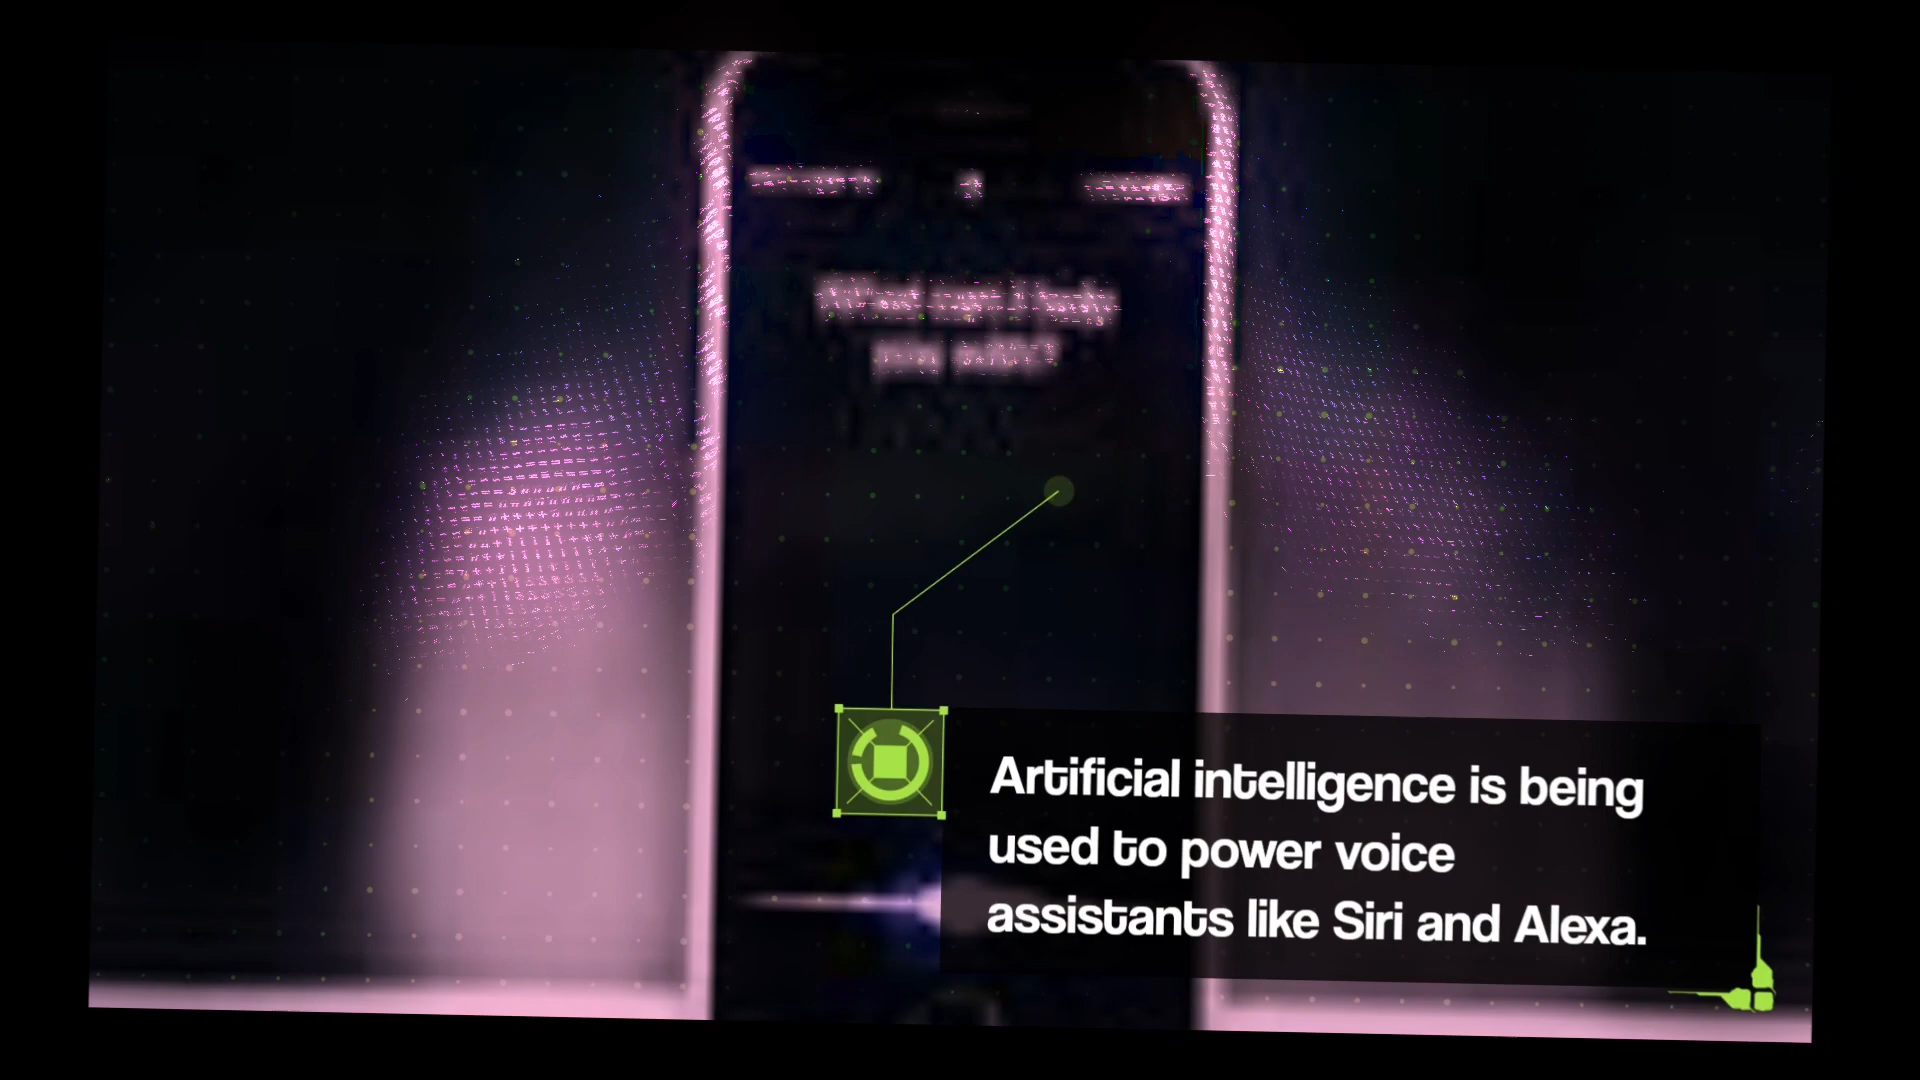 Artificial intelligence is being
used to power voice
assistants like Siri and Alexa.